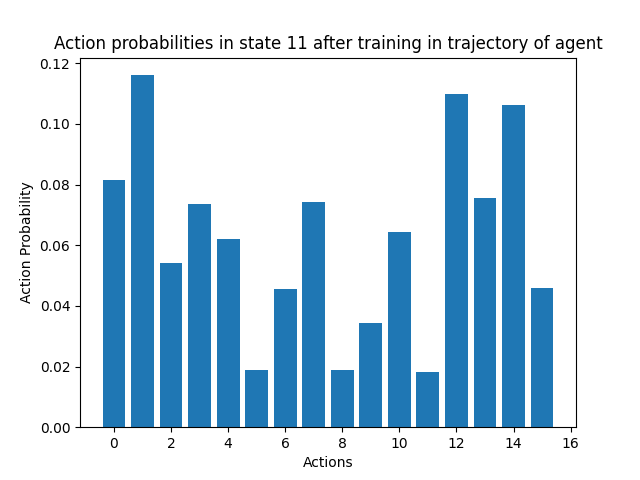 Action probabilities in state 11 after training in trajectory of agent
0.12
0.10
0.08
0.06
0.04
0.02
0.00
Action Probability
0 2 4 6 8 10 12 14 16
Actions